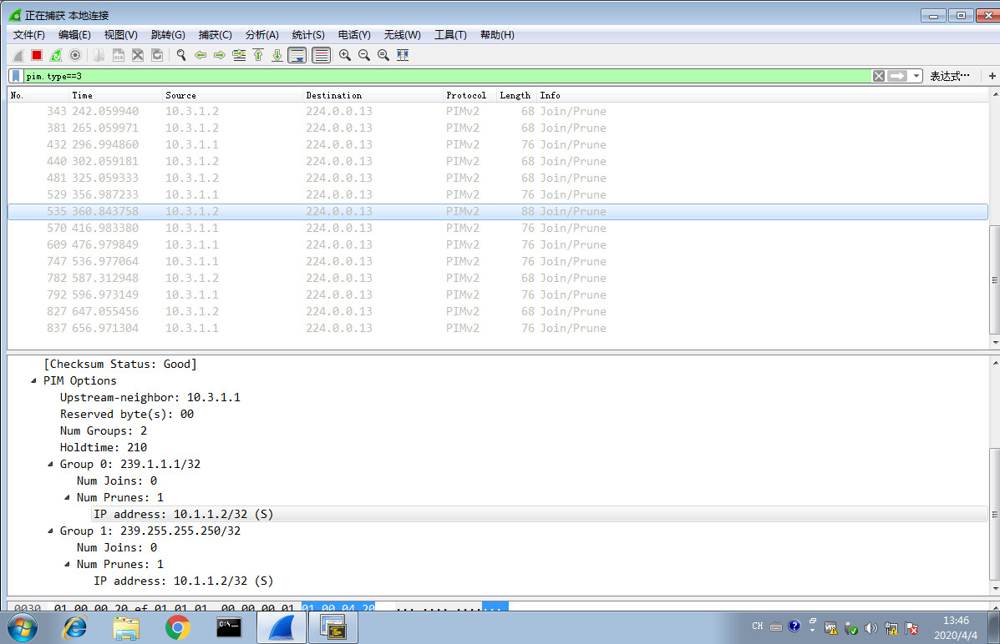 正在捕获 本地连接
文件(F) 编辑(E) 视图(V) 跳转(G) 捕获(C) 分析(A) 统计(S) 电话(Y) 无线(W) 工具(T) 帮助(H)
pim.type==3 表达式… +
No. Time Source Destination Protocol Length Info
343 242.059940 10.3.1.2 224.0.0.13 PIMv2 68 Join/Prune
381 265.059971 10.3.1.2 224.0.0.13 PIMv2 68 Join/Prune
432 296.994860 10.3.1.1 224.0.0.13 PIMv2 76 Join/Prune
440 302.059181 10.3.1.2 224.0.0.13 PIMv2 68 Join/Prune
481 325.059333 10.3.1.2 224.0.0.13 PIMv2 68 Join/Prune
529 356.987233 10.3.1.1 224.0.0.13 PIMv2 76 Join/Prune
535 360.843758 10.3.1.2 224.0.0.13 PIMv2 88 Join/Prune
570 416.983380 10.3.1.1 224.0.0.13 PIMv2 76 Join/Prune
609 476.979849 10.3.1.1 224.0.0.13 PIMv2 76 Join/Prune
747 536.977064 10.3.1.1 224.0.0.13 PIMv2 76 Join/Prune
782 587.312948 10.3.1.2 224.0.0.13 PIMv2 68 Join/Prune
792 596.973149 10.3.1.1 224.0.0.13 PIMv2 76 Join/Prune
827 647.055456 10.3.1.2 224.0.0.13 PIMv2 68 Join/Prune
837 656.971304 10.3.1.1 224.0.0.13 PIMv2 76 Join/Prune
[Checksum Status: Good]
PIM Options
Upstream-neighbor: 10.3.1.1
Reserved byte(s): 00
Num Groups: 2
Holdtime: 210
Group 0: 239.1.1.1/32
Num Joins: 0
Num Prunes: 1
IP address: 10.1.1.2/32 (S)
Group 1: 239.255.255.250/32
Num Joins: 0
Num Prunes: 1
IP address: 10.1.1.2/32 (S)
0030 01 00 00 20 ef 01 01 01 00 00 00 01 01 00 04 20
CH
13:46
2020/4/4